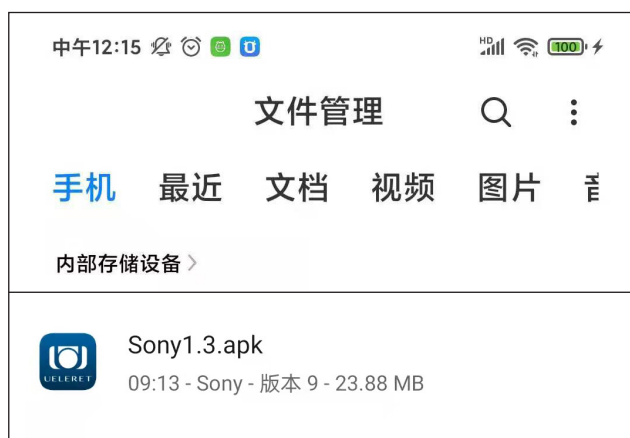 中午12:15
HD
100
文件管理
手机 最近 文档 视频 图片
内部存储设备
Sony1.3.apk
UELERET
09:13 - Sony - 版本 9 - 23.88 MB